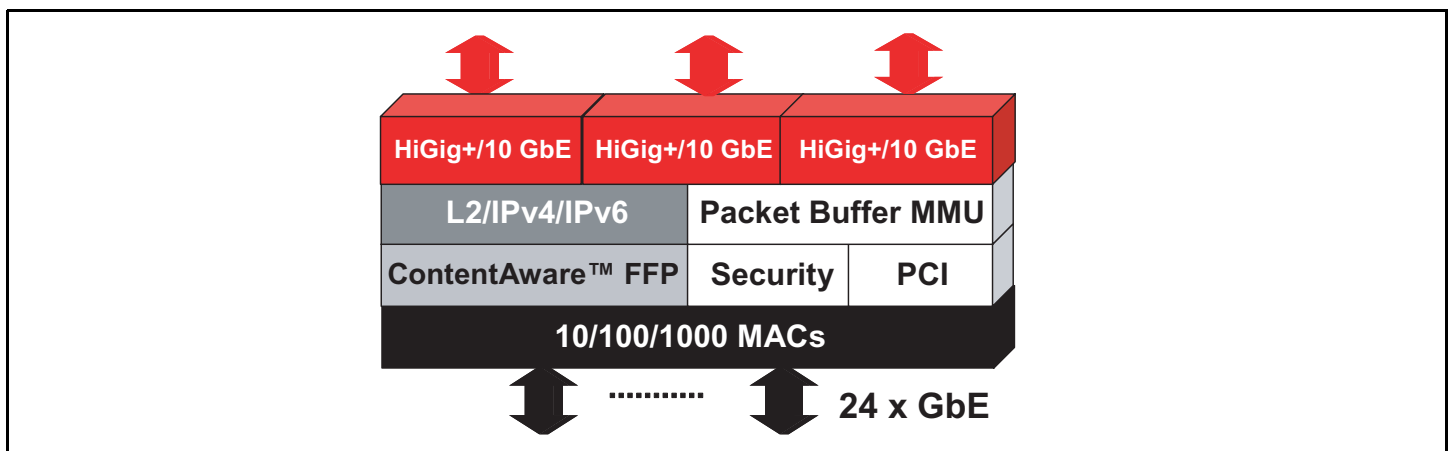 HiGig+/10 GbE HiGig+/10 GbE HiGig+/10 GbE
L2/IPv4/IPv6 Packet Buffer MMU
ContentAware™ FFP Security PCI
10/100/1000 MACs
24 x GbE